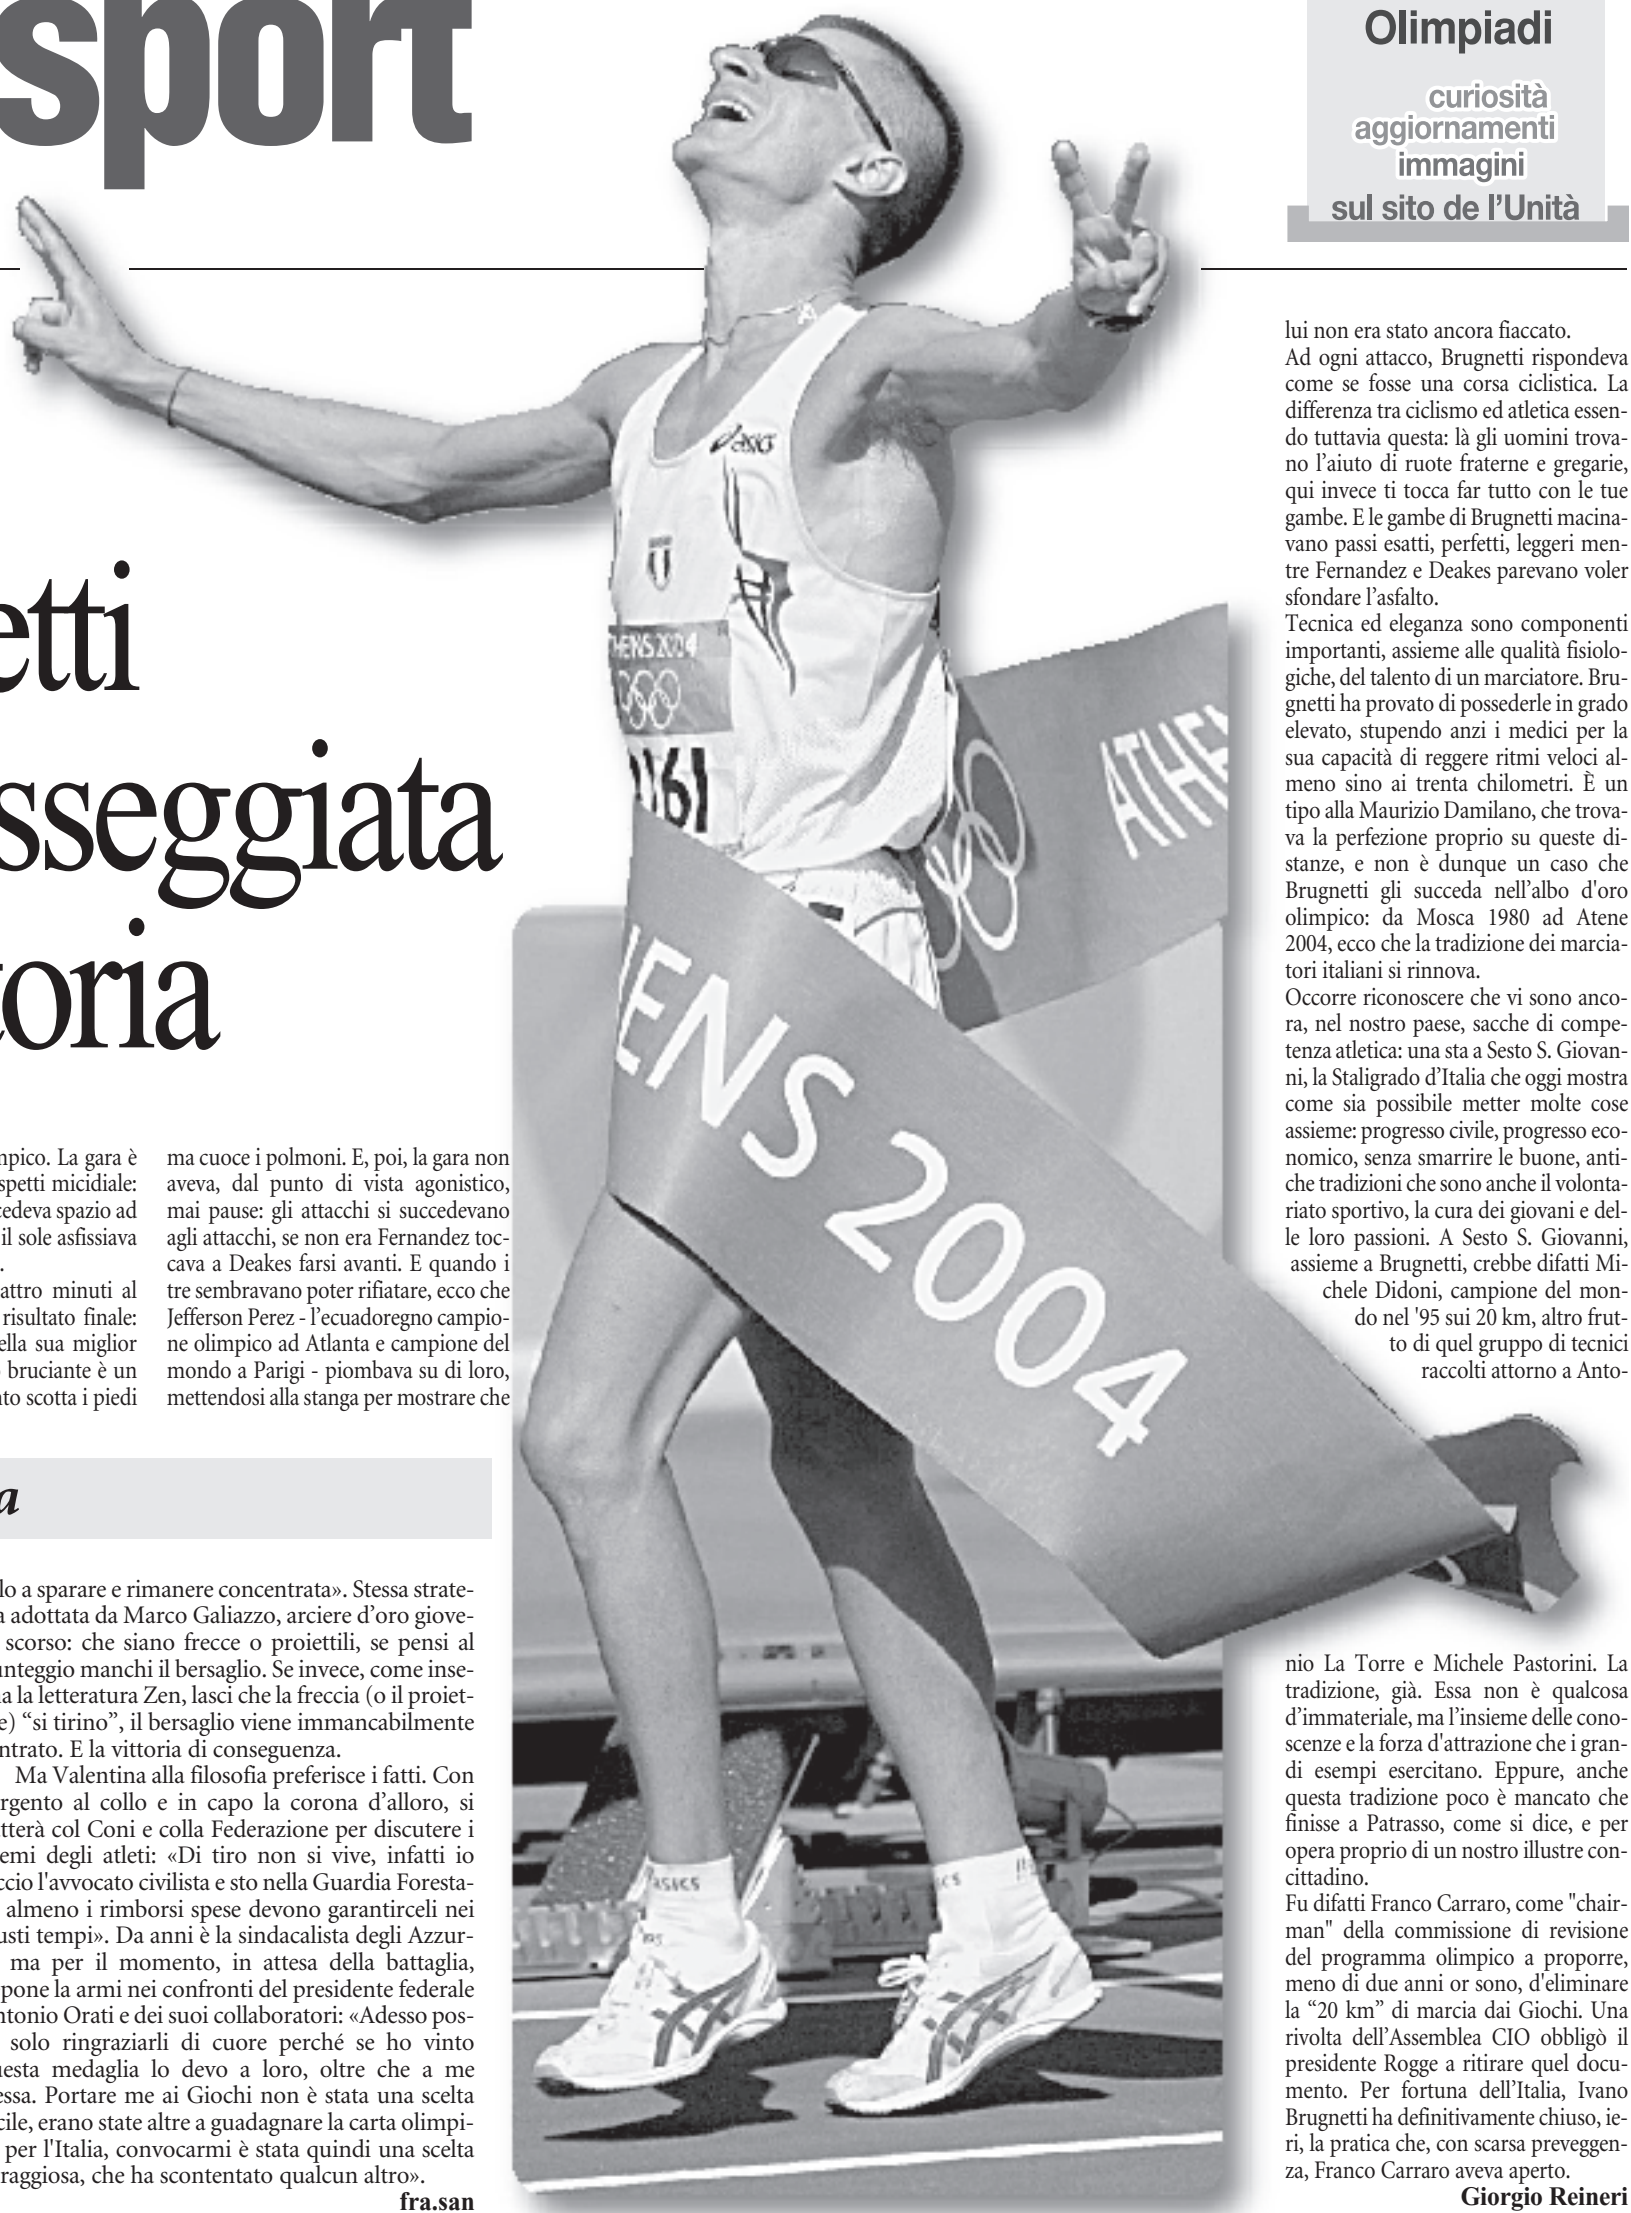 sport
Olimpiadi
curiosità
aggiornamenti
immagini
sul sito de l'Unità
etti
sseggiata
toria
asics
ATHENS 2004
1161
ATHE
ENS 2004
ASICS
ASICS
mpico. La gara è
spetti micidiale:
cedeva spazio ad
il sole asfissiava
.
attro minuti al
risultato finale:
ella sua miglior
bruciante è un
nto scotta i piedi
ma cuoce i polmoni. E, poi, la gara non
aveva, dal punto di vista agonistico,
mai pause: gli attacchi si succedevano
agli attacchi, se non era Fernandez toc-
cava a Deakes farsi avanti. E quando i
tre sembravano poter rifiatare, ecco che
Jefferson Perez - l'ecuadoregno campio-
ne olimpico ad Atlanta e campione del
mondo a Parigi - piombava su di loro,
mettendosi alla stanga per mostrare che
lui non era stato ancora fiaccato.
Ad ogni attacco, Brugnetti rispondeva
come se fosse una corsa ciclistica. La
differenza tra ciclismo ed atletica essen-
do tuttavia questa: là gli uomini trova-
no l'aiuto di ruote fraterne e gregarie,
qui invece ti tocca far tutto con le tue
gambe. E le gambe di Brugnetti macina-
vano passi esatti, perfetti, leggeri men-
tre Fernandez e Deakes parevano voler
sfondare l'asfalto.
Tecnica ed eleganza sono componenti
importanti, assieme alle qualità fisiolo-
giche, del talento di un marciatore. Bru-
gnetti ha provato di possederle in grado
elevato, stupendo anzi i medici per la
sua capacità di reggere ritmi veloci al-
meno sino ai trenta chilometri. È un
tipo alla Maurizio Damilano, che trova-
va la perfezione proprio su queste di-
stanze, e non è dunque un caso che
Brugnetti gli succeda nell'albo d'oro
olimpico: da Mosca 1980 ad Atene
2004, ecco che la tradizione dei marcia-
tori italiani si rinnova.
Occorre riconoscere che vi sono anco-
ra, nel nostro paese, sacche di compe-
tenza atletica: una sta a Sesto S. Giovan-
ni, la Staligrado d'Italia che oggi mostra
come sia possibile metter molte cose
assieme: progresso civile, progresso eco-
nomico, senza smarrire le buone, anti-
che tradizioni che sono anche il volonta-
riato sportivo, la cura dei giovani e del-
le loro passioni. A Sesto S. Giovanni,
assieme a Brugnetti, crebbe difatti Mi-
chele Didoni, campione del mon-
do nel '95 sui 20 km, altro frut-
to di quel gruppo di tecnici
raccolti attorno a Anto-
nio La Torre e Michele Pastorini. La
tradizione, già. Essa non è qualcosa
d'immateriale, ma l'insieme delle cono-
scenze e la forza d'attrazione che i gran-
di esempi esercitano. Eppure, anche
questa tradizione poco è mancato che
finisse a Patrasso, come si dice, e per
opera proprio di un nostro illustre con-
cittadino.
Fu difatti Franco Carraro, come "chair-
man" della commissione di revisione
del programma olimpico a proporre,
meno di due anni or sono, d'eliminare
la “20 km” di marcia dai Giochi. Una
rivolta dell'Assemblea CIO obbligò il
presidente Rogge a ritirare quel docu-
mento. Per fortuna dell'Italia, Ivano
Brugnetti ha definitivamente chiuso, ie-
ri, la pratica che, con scarsa preveggen-
za, Franco Carraro aveva aperto.
Giorgio Reineri
a
lo a sparare e rimanere concentrata». Stessa strate-
a adottata da Marco Galiazzo, arciere d'oro giove-
scorso: che siano frecce o proiettili, se pensi al
unteggio manchi il bersaglio. Se invece, come inse-
na la letteratura Zen, lasci che la freccia (o il proiet-
e) “si tirino”, il bersaglio viene immancabilmente
ntrato. E la vittoria di conseguenza.
Ma Valentina alla filosofia preferisce i fatti. Con
rgento al collo e in capo la corona d'alloro, si
atterà col Coni e colla Federazione per discutere i
emi degli atleti: «Di tiro non si vive, infatti io
ccio l'avvocato civilista e sto nella Guardia Foresta-
almeno i rimborsi spese devono garantirceli nei
usti tempi». Da anni è la sindacalista degli Azzur-
ma per il momento, in attesa della battaglia,
pone la armi nei confronti del presidente federale
ntonio Orati e dei suoi collaboratori: «Adesso pos-
solo ringraziarli di cuore perché se ho vinto
uesta medaglia lo devo a loro, oltre che a me
essa. Portare me ai Giochi non è stata una scelta
cile, erano state altre a guadagnare la carta olimpi-
per l'Italia, convocarmi è stata quindi una scelta
raggiosa, che ha scontentato qualcun altro».
fra.san